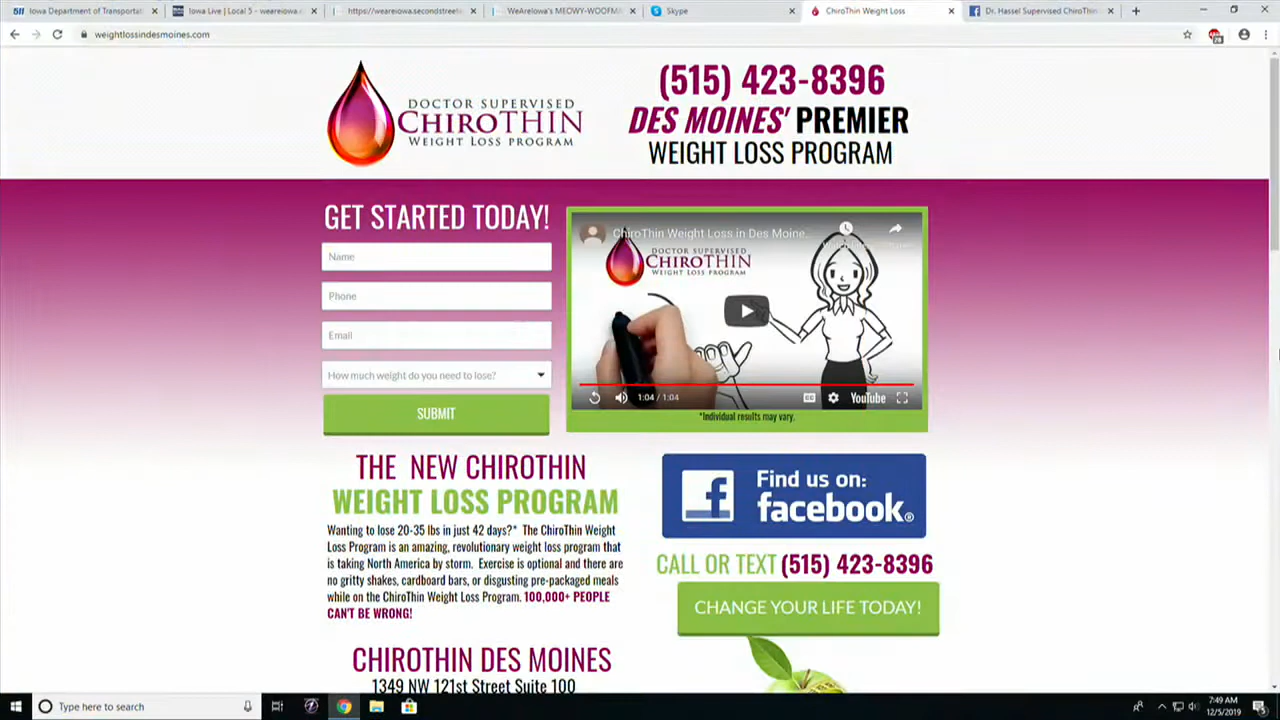 Iowa Department of Transportat
Iowa Live | Local 5 - weareiowa.c
https://weareiowa.secondstreet
WeAreIowa's MEOWY-WOOFMA
Skype
ChiroThin Weight Loss
Dr. Hassel Supervised ChiroThin
weightlossindesmoines.com
DOCTOR SUPERVISED
CHIROTHIN
WEIGHT LOSS PROGRAM
(515) 423-8396
DES MOINES' PREMIER
WEIGHT LOSS PROGRAM
GET STARTED TODAY!
Name
Phone
Email
How much weight do you need to lose?
SUBMIT
ChiroThin Weight Loss in Des Moine..
DOCTOR SUPERVISED
CHIROTHIN
WEIGHT LOSS PROGRAM
1:04 / 1:04
CC
YouTube
*Individual results may vary.
THE NEW CHIROTHIN
WEIGHT LOSS PROGRAM
Wanting to lose 20-35 lbs in just 42 days?* The ChiroThin Weight
Loss Program is an amazing, revolutionary weight loss program that
is taking North America by storm. Exercise is optional and there are
no gritty shakes, cardboard bars, or disgusting pre-packaged meals
while on the ChiroThin Weight Loss Program. 100,000+ PEOPLE
CAN'T BE WRONG!
Find us on:
facebook®
CALL OR TEXT (515) 423-8396
CHANGE YOUR LIFE TODAY!
CHIROTHIN DES MOINES
1349 NW 121st Street Suite 100
Type here to search
7:49 AM
12/5/2019